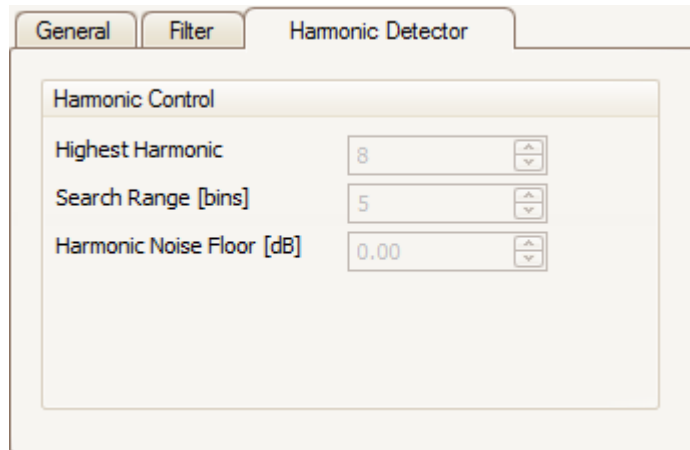 General Filter Harmonic Detector
Harmonic Control
Highest Harmonic 8
Search Range [bins] 5
Harmonic Noise Floor [dB] 0.00